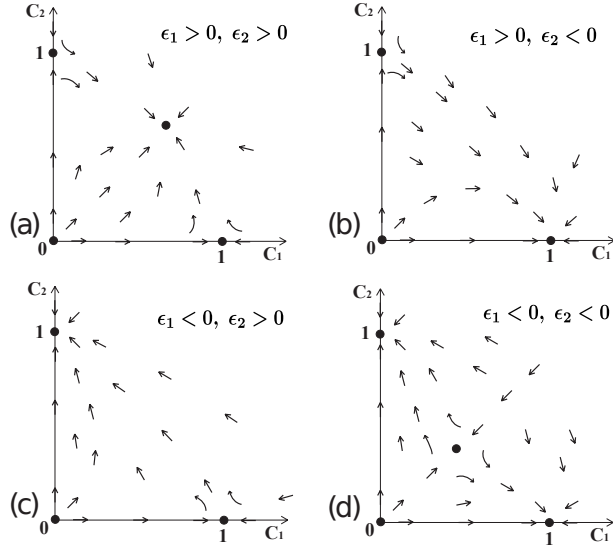 C₂
ϵ₁ > 0, ϵ₂ > 0
1
(a)
0
1
C₁
C₂
ϵ₁ > 0, ϵ₂ < 0
1
(b)
0
1
C₁
C₂
ϵ₁ < 0, ϵ₂ > 0
1
(c)
0
1
C₁
C₂
ϵ₁ < 0, ϵ₂ < 0
1
(d)
0
1
C₁